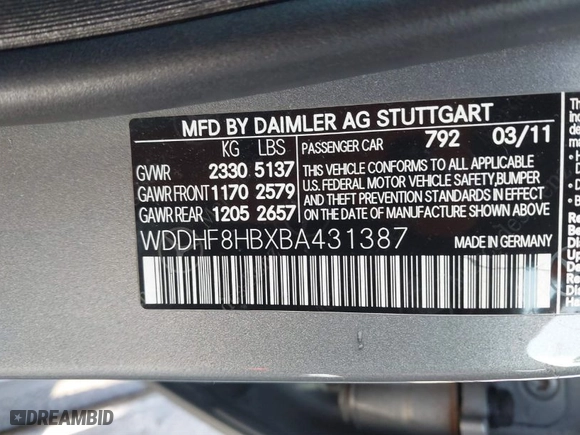 MFD BY DAIMLER AG STUTTGART
KG LBS
GVWR 2330 5137
GAWR FRONT 1170 2579
GAWR REAR 1205 2657
PASSENGER CAR 792 03/11
THIS VEHICLE CONFORMS TO ALL APPLICABLE
U.S. FEDERAL MOTOR VEHICLE SAFETY, BUMPER
AND THEFT PREVENTION STANDARDS IN EFFECT
ON THE DATE OF MANUFACTURE SHOWN ABOVE.
WDDHF8HBXBA431387
MADE IN GERMANY
DREAMBID